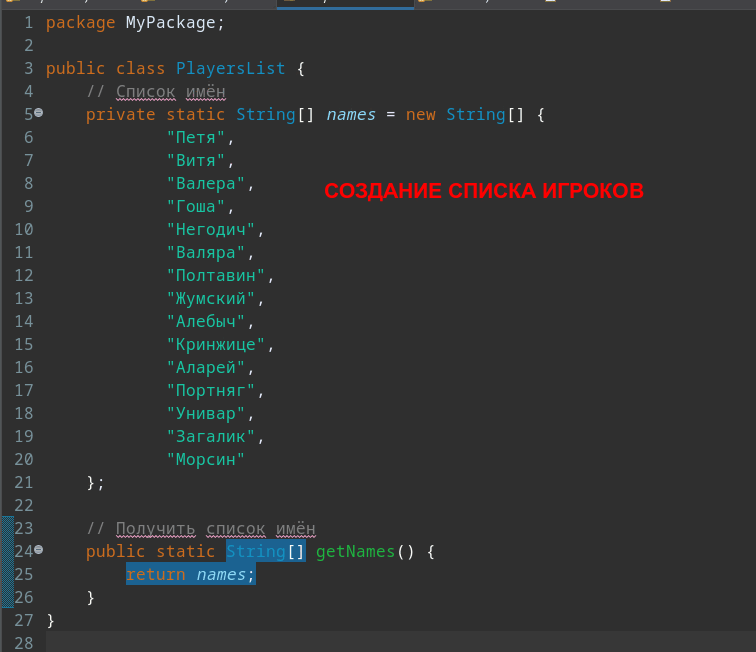 1 package MyPackage;
2
3 public class PlayersList {
4 // Список имён
5 private static String[] names = new String[] {
6 "Петя",
7 "Витя",
8 "Валера",
СОЗДАНИЕ СПИСКА ИГРОКОВ
9 "Гоша",
10 "Негодич",
11 "Валяра",
12 "Полтавин",
13 "Жумский",
14 "Алебыч",
15 "Кринжице",
16 "Аларей",
17 "Портняг",
18 "Унивар",
19 "Загалик",
20 "Морсин"
21 };
22
23 // Получить список имён
24 public static String[] getNames() {
25 return names;
26 }
27 }
28